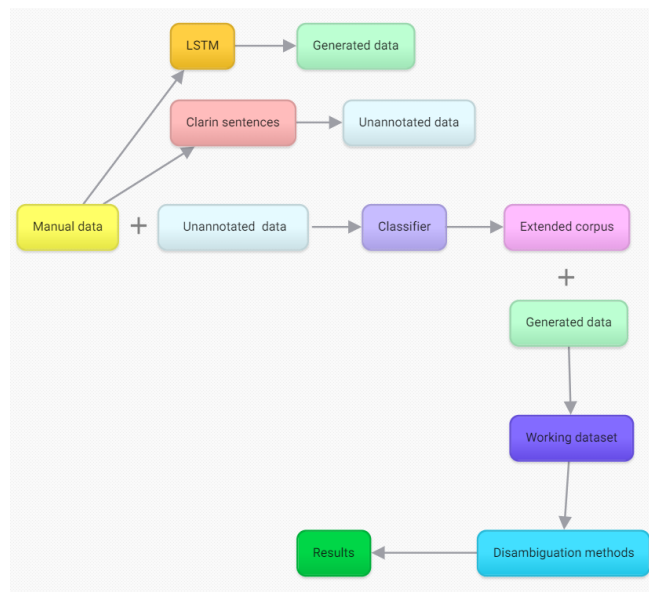 LSTM
Generated data
Clarin sentences
Unannotated data
Manual data
+
Unannotated data
Classifier
Extended corpus
+
Generated data
Working dataset
Results
Disambiguation methods